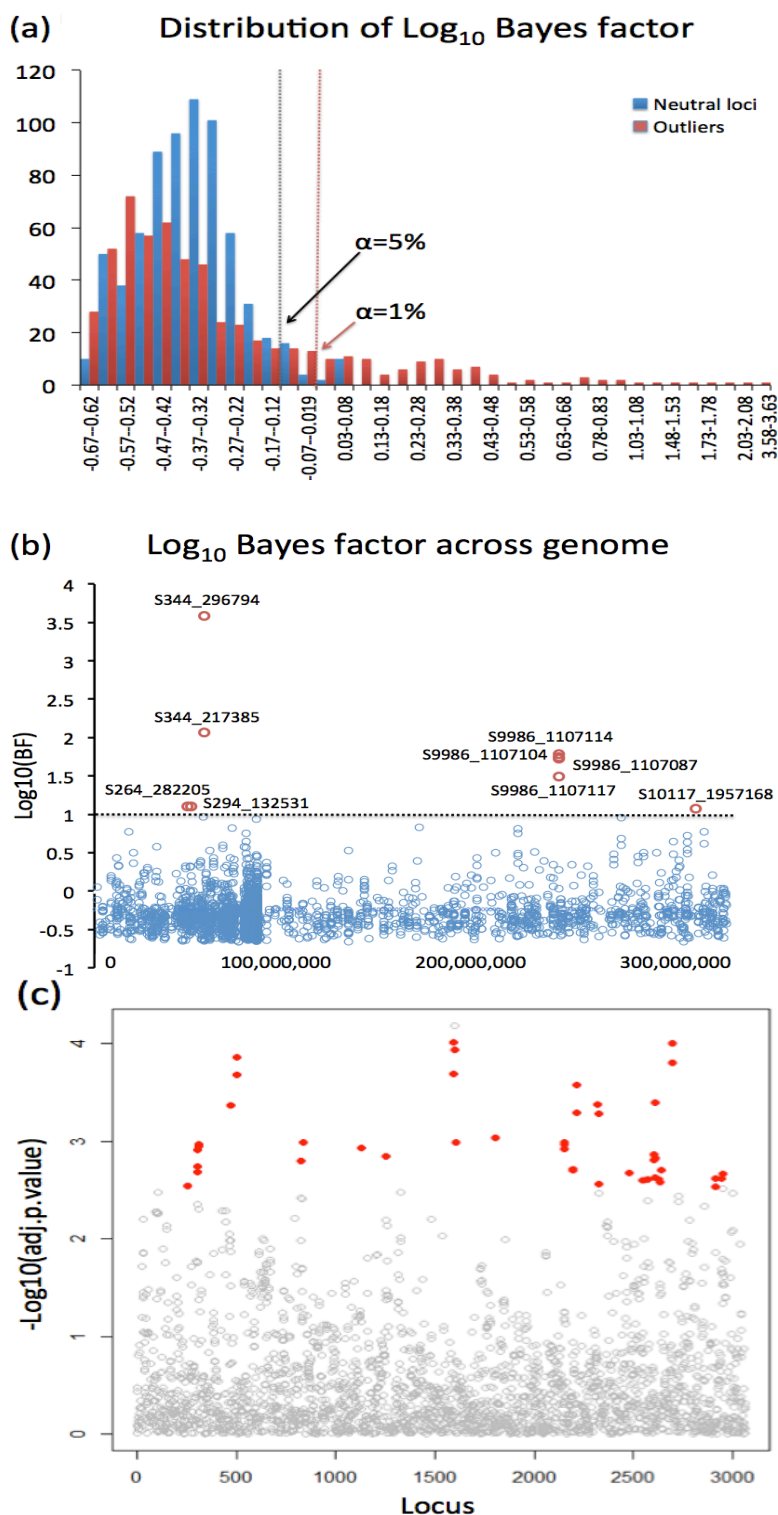 (a) Distribution of Log10 Bayes factor
120
100
80
60
40
20
0
Neutral loci
Outliers
α=5%
α=1%
-0.67--0.62
-0.57--0.52
-0.47--0.42
-0.37--0.32
-0.27--0.22
-0.17--0.12
-0.07--0.019
0.03-0.08
0.13-0.18
0.23-0.28
0.33-0.38
0.43-0.48
0.53-0.58
0.63-0.68
0.78-0.83
1.03-1.08
1.48-1.53
1.73-1.78
2.03-2.08
3.58-3.63
(b) Log10 Bayes factor across genome
Log10(BF)
4
3.5
3
2.5
2
1.5
1
0.5
0
-0.5
-1
S344_296794
S344_217385
S264_282205
S294_132531
S9986_1107114
S9986_1107104
S9986_1107087
S9986_1107117
S10117_1957168
0 100,000,000 200,000,000 300,000,000
(c)
-Log10(adj.p.value)
4
3
2
1
0
0 500 1000 1500 2000 2500 3000
Locus